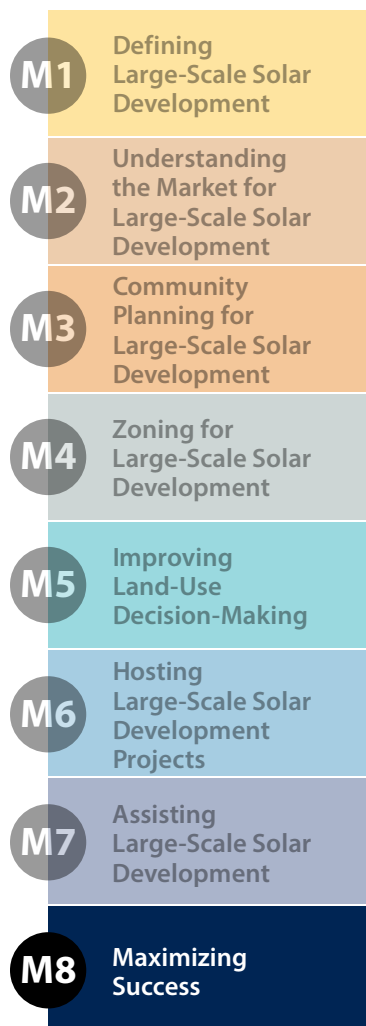 M1
Defining
Large-Scale Solar
Development
M2
Understanding
the Market for
Large-Scale Solar
Development
M3
Community
Planning for
Large-Scale Solar
Development
M4
Zoning for
Large-Scale Solar
Development
M5
Improving
Land-Use
Decision-Making
M6
Hosting
Large-Scale Solar
Development
Projects
M7
Assisting
Large-Scale Solar
Development
M8
Maximizing
Success